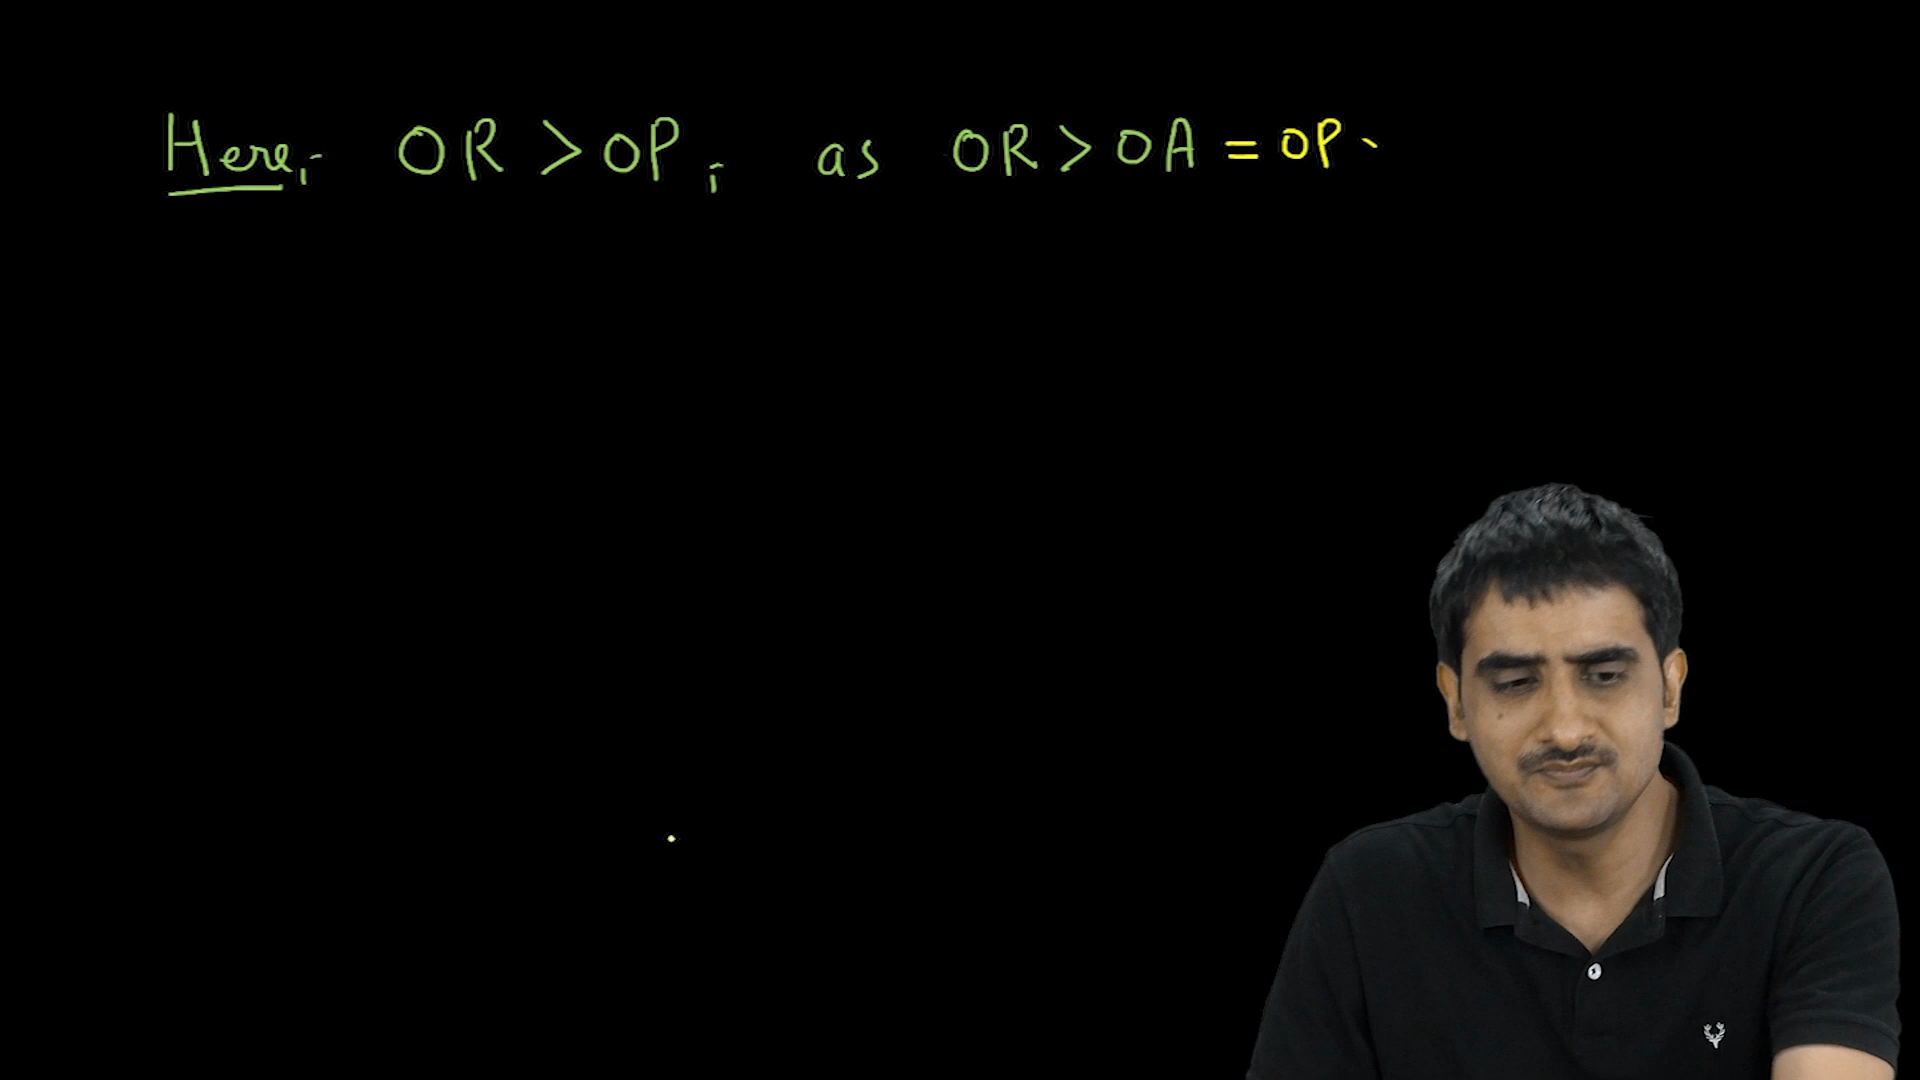 Here, OR > OP, as OR > OA = OP.